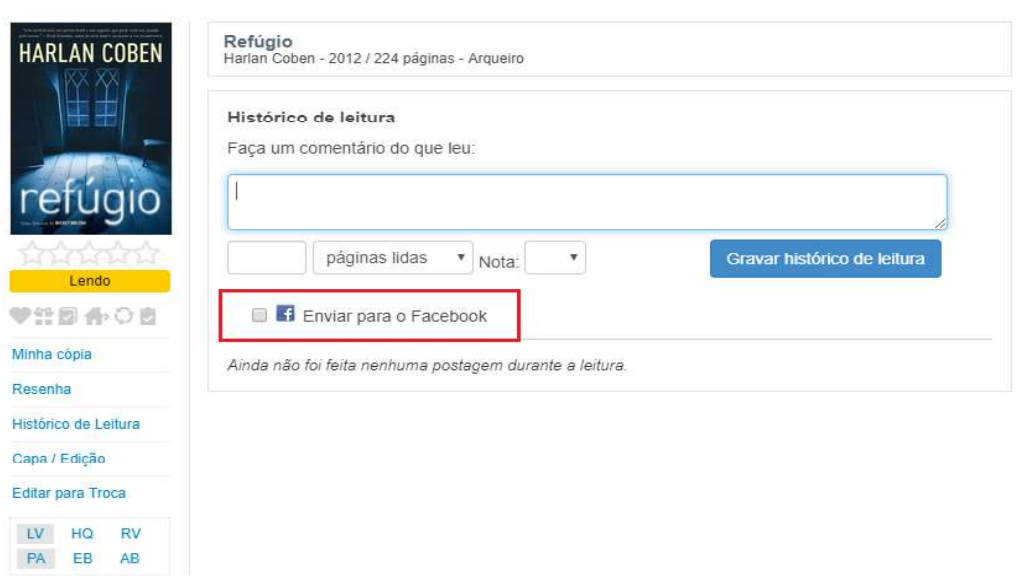 HARLAN COBEN
refúgio
Lendo
Minha cópia
Resenha
Histórico de Leitura
Capa / Edição
Editar para Troca
LV HQ RV
PA EB AB
Refúgio
Harlan Coben - 2012 / 224 páginas - Arqueiro
Histórico de leitura
Faça um comentário do que leu:
páginas lidas Nota: Gravar histórico de leitura
f Enviar para o Facebook
Ainda não foi feita nenhuma postagem durante a leitura.